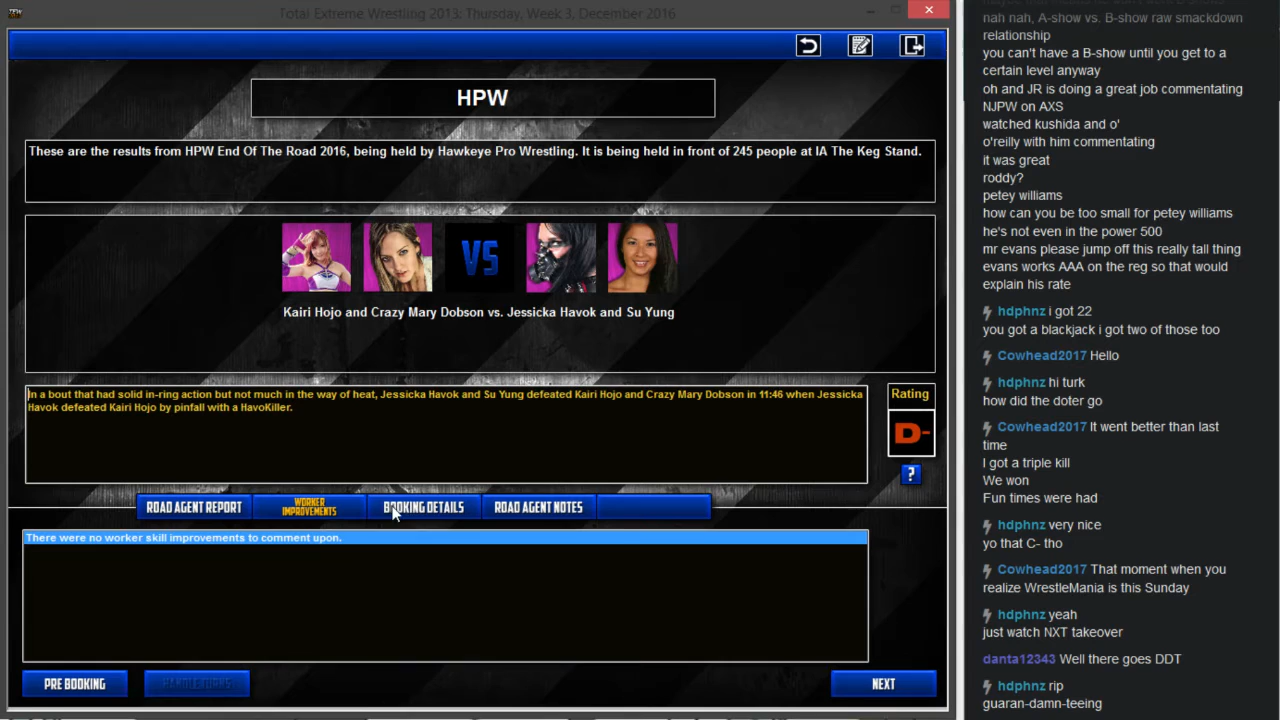 Total Extreme Wrestling 2013: Thursday, Week 3, December 2016
HPW
These are the results from HPW End Of The Road 2016, being held by Hawkeye Pro Wrestling. It is being held in front of 245 people at IA The Keg Stand.
VS
Kairi Hojo and Crazy Mary Dobson vs. Jessicka Havok and Su Yung
In a bout that had solid in-ring action but not much in the way of heat, Jessicka Havok and Su Yung defeated Kairi Hojo and Crazy Mary Dobson in 11:46 when Jessicka
Havok defeated Kairi Hojo by pinfall with a HavoKiller.
Rating
D-
?
ROAD AGENT REPORT
WORKER
IMPROVEMENTS
BOOKING DETAILS
ROAD AGENT NOTES
There were no worker skill improvements to comment upon.
PRE BOOKING
HANDLE TURNS
NEXT
nah nah, A-show vs. B-show raw smackdown
relationship
you can't have a B-show until you get to a
certain level anyway
oh and JR is doing a great job commentating
NJPW on AXS
watched kushida and o'
o'reilly with him commentating
it was great
roddy?
petey williams
how can you be too small for petey williams
he's not even in the power 500
mr evans please jump off this really tall thing
evans works AAA on the reg so that would
explain his rate
hdphnz i got 22
you got a blackjack i got two of those too
Cowhead2017 Hello
hdphnz hi turk
how did the doter go
Cowhead2017 It went better than last
time
I got a triple kill
We won
Fun times were had
hdphnz very nice
yo that C- tho
Cowhead2017 That moment when you
realize WrestleMania is this Sunday
hdphnz yeah
just watch NXT takeover
danta12343 Well there goes DDT
hdphnz rip
guaran-damn-teeing